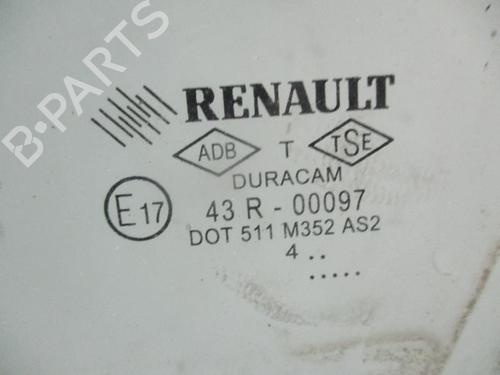 B-PARTS
RENAULT
ADB T TSE
DURACAM
E17 43 R - 00097
DOT 511 M352 AS2
4 ..
.....